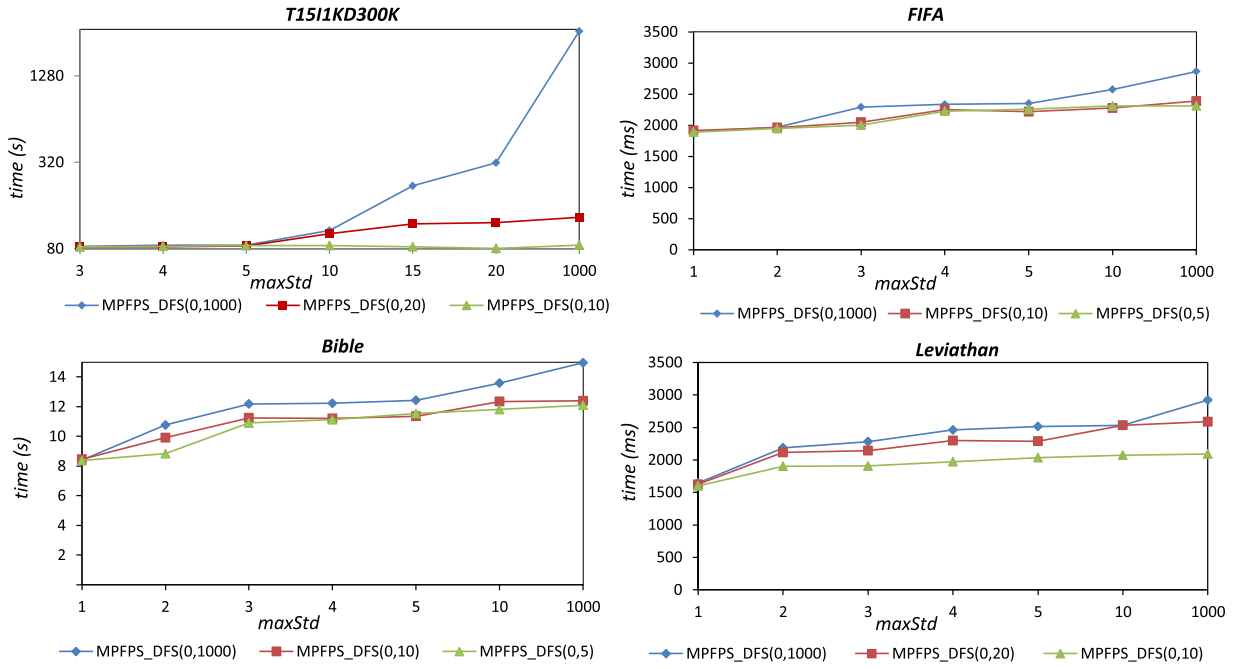 T15I1KD300K
time (s)
1280
320
80
3 4 5 10 15 20 1000
maxStd
MPFPS_DFS(0,1000) MPFPS_DFS(0,20) MPFPS_DFS(0,10)
FIFA
time (ms)
3500
3000
2500
2000
1500
1000
500
0
1 2 3 4 5 10 1000
maxStd
MPFPS_DFS(0,1000) MPFPS_DFS(0,10) MPFPS_DFS(0,5)
Bible
time (s)
14
12
10
8
6
4
2
1 2 3 4 5 10 1000
maxStd
MPFPS_DFS(0,1000) MPFPS_DFS(0,10) MPFPS_DFS(0,5)
Leviathan
time (ms)
3500
3000
2500
2000
1500
1000
500
0
1 2 3 4 5 10 1000
maxStd
MPFPS_DFS(0,1000) MPFPS_DFS(0,20) MPFPS_DFS(0,10)